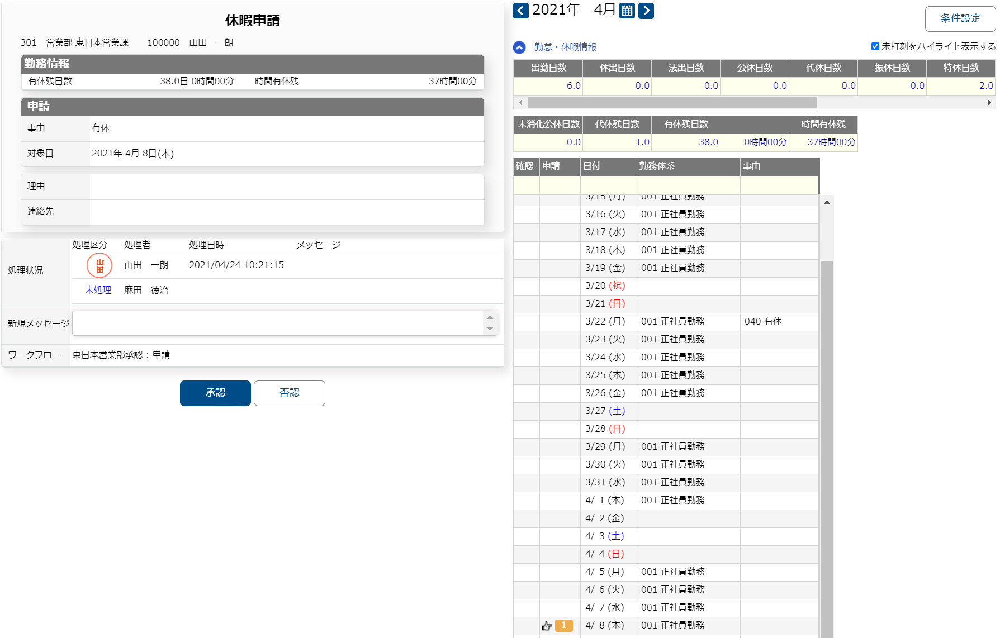 休暇申請
301 営業部 東日本営業課 100000 山田 一朗
勤務情報
有休残日数 38.0日 0時間00分 時間有休残 37時間00分
申請
事由 有休
対象日 2021年 4月 8日(木)
理由
連絡先
処理区分 処理者 処理日時 メッセージ
処理状況
山田 山田 一朗 2021/04/24 10:21:15
未処理 麻田 徳治
新規メッセージ
ワークフロー 東日本営業部承認：申請
承認 否認
2021年 4月
条件設定
勤怠・休暇情報
未打刻をハイライト表示する
出勤日数 休出日数 法出日数 公休日数 代休日数 振休日数 特休日数
6.0 0.0 0.0 0.0 0.0 0.0 2.0
未消化公休日数 代休残日数 有休残日数 時間有休残
0.0 1.0 38.0 0時間00分 37時間00分
確認 申請 日付 勤務体系 事由
3/15 (月) 001 正社員勤務
3/16 (火) 001 正社員勤務
3/17 (水) 001 正社員勤務
3/18 (木) 001 正社員勤務
3/19 (金) 001 正社員勤務
3/20 (祝)
3/21 (日)
3/22 (月) 001 正社員勤務 040 有休
3/23 (火) 001 正社員勤務
3/24 (水) 001 正社員勤務
3/25 (木) 001 正社員勤務
3/26 (金) 001 正社員勤務
3/27 (土)
3/28 (日)
3/29 (月) 001 正社員勤務
3/30 (火) 001 正社員勤務
3/31 (水) 001 正社員勤務
4/ 1 (木) 001 正社員勤務
4/ 2 (金)
4/ 3 (土)
4/ 4 (日)
4/ 5 (月) 001 正社員勤務
4/ 6 (火) 001 正社員勤務
4/ 7 (水) 001 正社員勤務
1 4/ 8 (木) 001 正社員勤務